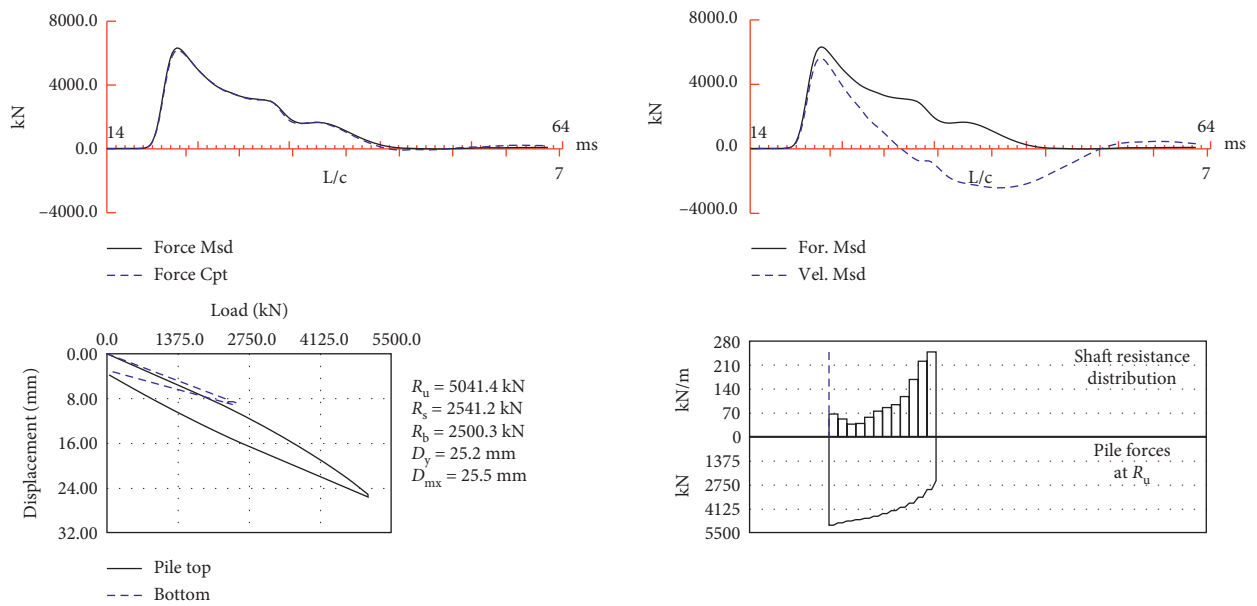 8000.0
4000.0
0.0
−4000.0
kN
14
64
ms
L/c
7
Force Msd
Force Cpt
8000.0
4000.0
0.0
−4000.0
kN
14
64
ms
L/c
7
For. Msd
Vel. Msd
Load (kN)
0.0 1375.0 2750.0 4125.0 5500.0
0.00
8.00
16.00
24.00
32.00
Displacement (mm)
R_u = 5041.4 kN
R_s = 2541.2 kN
R_b = 2500.3 kN
D_y = 25.2 mm
D_mx = 25.5 mm
Pile top
Bottom
280
210
140
70
0
kN/m
Shaft resistance
distribution
1375
2750
4125
5500
kN
Pile forces
at R_u